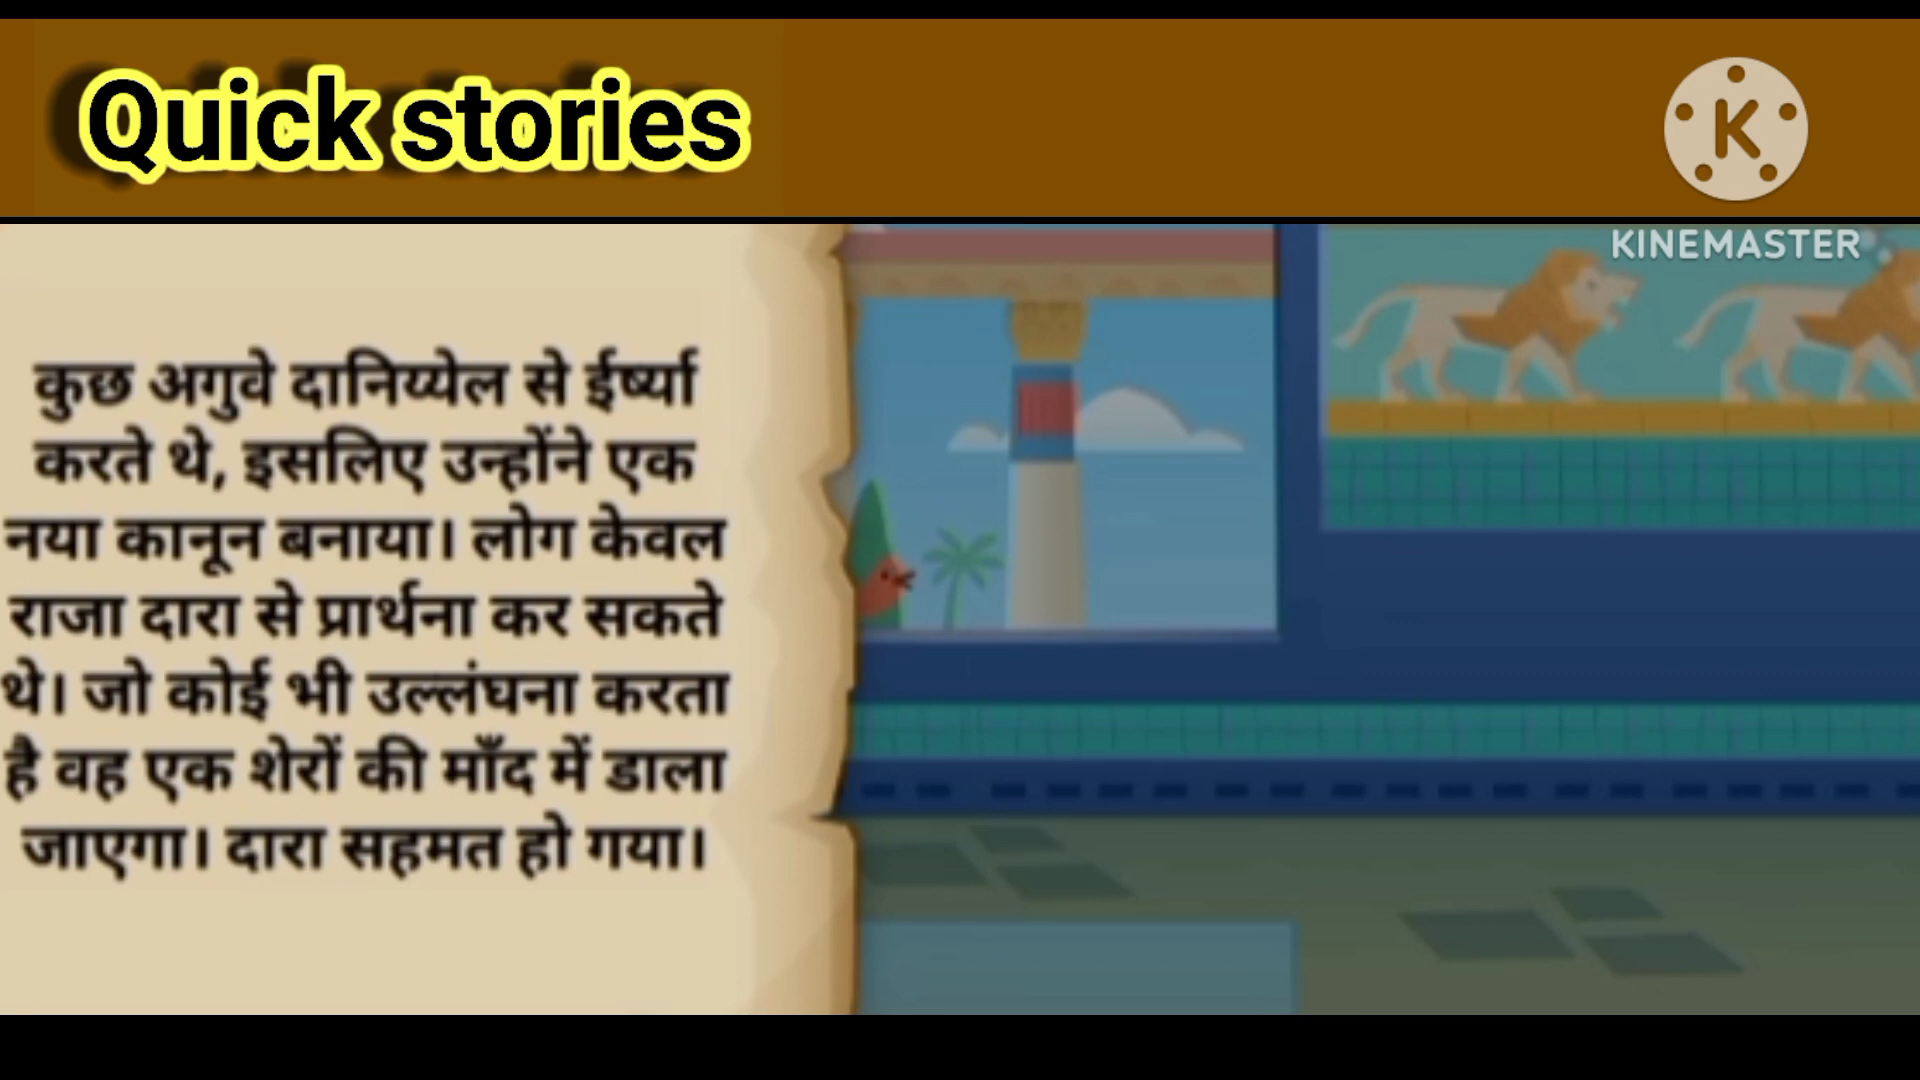 Quick stories
K
KINEMASTER
कुछ अगुवे दानिय्येल से ईर्ष्या
करते थे, इसलिए उन्होंने एक
नया कानून बनाया। लोग केवल
राजा दारा से प्रार्थना कर सकते
थे। जो कोई भी उल्लंघना करता
है वह एक शेरों की माँद में डाला
जाएगा। दारा सहमत हो गया।